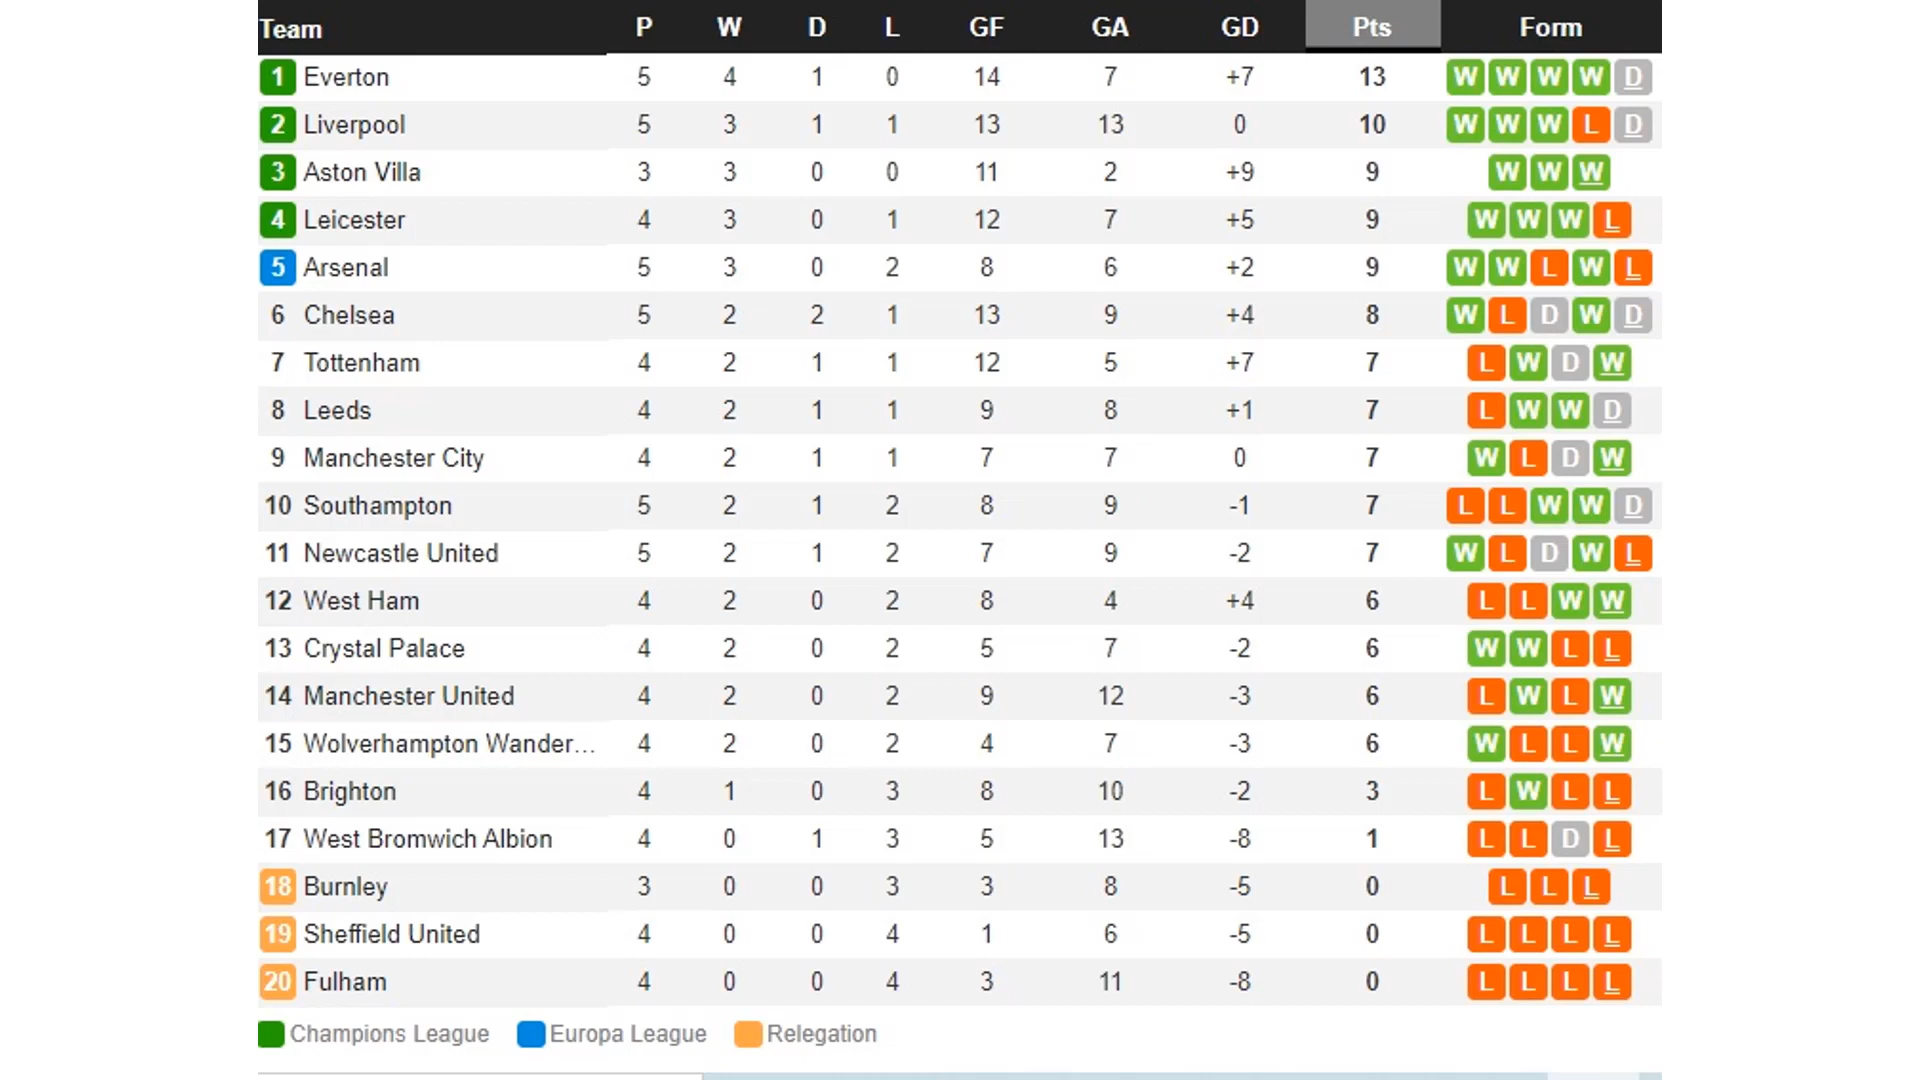 Team P W D L GF GA GD Pts Form
1 Everton 5 4 1 0 14 7 +7 13 W W W W D
2 Liverpool 5 3 1 1 13 13 0 10 W W W L D
3 Aston Villa 3 3 0 0 11 2 +9 9 W W W
4 Leicester 4 3 0 1 12 7 +5 9 W W W L
5 Arsenal 5 3 0 2 8 6 +2 9 W W L W L
6 Chelsea 5 2 2 1 13 9 +4 8 W L D W D
7 Tottenham 4 2 1 1 12 5 +7 7 L W D W
8 Leeds 4 2 1 1 9 8 +1 7 L W W D
9 Manchester City 4 2 1 1 7 7 0 7 W L D W
10 Southampton 5 2 1 2 8 9 -1 7 L L W W D
11 Newcastle United 5 2 1 2 7 9 -2 7 W L D W L
12 West Ham 4 2 0 2 8 4 +4 6 L L W W
13 Crystal Palace 4 2 0 2 5 7 -2 6 W W L L
14 Manchester United 4 2 0 2 9 12 -3 6 L W L W
15 Wolverhampton Wander... 4 2 0 2 4 7 -3 6 W L L W
16 Brighton 4 1 0 3 8 10 -2 3 L W L L
17 West Bromwich Albion 4 0 1 3 5 13 -8 1 L L D L
18 Burnley 3 0 0 3 3 8 -5 0 L L L
19 Sheffield United 4 0 0 4 1 6 -5 0 L L L L
20 Fulham 4 0 0 4 3 11 -8 0 L L L L
Champions League Europa League Relegation